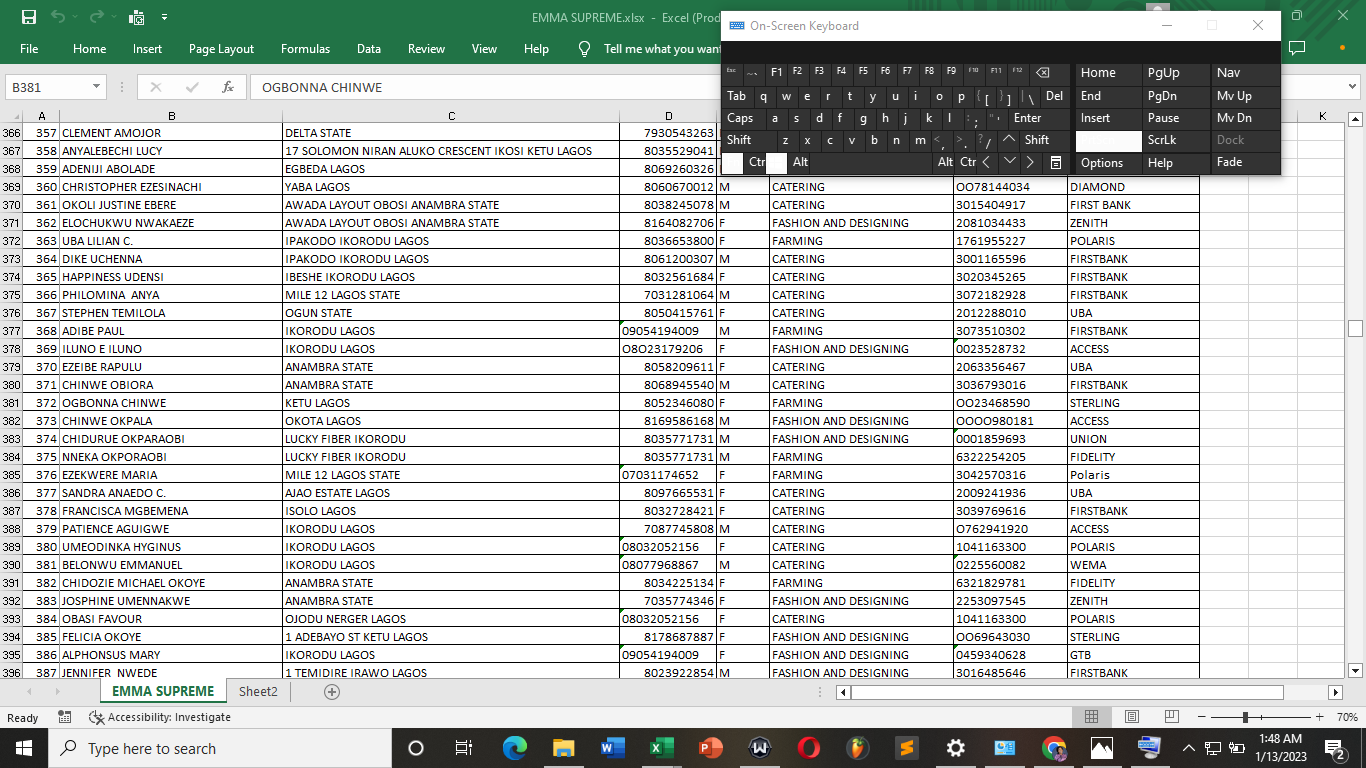 EMMA SUPREME.xlsx - Excel (Prod
On-Screen Keyboard
File Home Insert Page Layout Formulas Data Review View Help Tell me what you want
Esc ~` F1 F2 F3 F4 F5 F6 F7 F8 F9 F10 F11 F12 Home PgUp Nav
Tab q w e r t y u i o p { [ } ] | \ Del End PgDn Mv Up
Caps a s d f g h j k l : ; " ' Enter Insert Pause Mv Dn
Shift z x c v b n m < , > . ? / Shift ScrLk Dock
Ctr Alt Alt Ctr Options Help Fade
B381 fx OGBONNA CHINWE
A B C D K
366 357 CLEMENT AMOJOR DELTA STATE 7930543263
367 358 ANYALEBECHI LUCY 17 SOLOMON NIRAN ALUKO CRESCENT IKOSI KETU LAGOS 8035529041
368 359 ADENIJI ABOLADE EGBEDA LAGOS 8069260326
369 360 CHRISTOPHER EZESINACHI YABA LAGOS 8060670012 M CATERING OO78144034 DIAMOND
370 361 OKOLI JUSTINE EBERE AWADA LAYOUT OBOSI ANAMBRA STATE 8038245078 M CATERING 3015404917 FIRST BANK
371 362 ELOCHUKWU NWAKAEZE AWADA LAYOUT OBOSI ANAMBRA STATE 8164082706 F FASHION AND DESIGNING 2081034433 ZENITH
372 363 UBA LILIAN C. IPAKODO IKORODU LAGOS 8036653800 F FARMING 1761955227 POLARIS
373 364 DIKE UCHENNA IPAKODO IKORODU LAGOS 8061200307 M CATERING 3001165596 FIRSTBANK
374 365 HAPPINESS UDENSI IBESHE IKORODU LAGOS 8032561684 F CATERING 3020345265 FIRSTBANK
375 366 PHILOMINA ANYA MILE 12 LAGOS STATE 7031281064 M CATERING 3072182928 FIRSTBANK
376 367 STEPHEN TEMILOLA OGUN STATE 8050415761 F CATERING 2012288010 UBA
377 368 ADIBE PAUL IKORODU LAGOS 09054194009 M FARMING 3073510302 FIRSTBANK
378 369 ILUNO E ILUNO IKORODU LAGOS O8O23179206 F FASHION AND DESIGNING 0023528732 ACCESS
379 370 EZEIBE RAPULU ANAMBRA STATE 8058209611 F CATERING 2063356467 UBA
380 371 CHINWE OBIORA ANAMBRA STATE 8068945540 M CATERING 3036793016 FIRSTBANK
381 372 OGBONNA CHINWE KETU LAGOS 8052346080 F FARMING OO23468590 STERLING
382 373 CHINWE OKPALA OKOTA LAGOS 8169586168 M FASHION AND DESIGNING OOOO980181 ACCESS
383 374 CHIDURUE OKPARAOBI LUCKY FIBER IKORODU 8035771731 M FASHION AND DESIGNING 0001859693 UNION
384 375 NNEKA OKPORAOBI LUCKY FIBER IKORODU 8035771731 M CATERING 6322254205 FIDELITY
385 376 EZEKWERE MARIA MILE 12 LAGOS STATE 07031174652 F FARMING 3042570316 Polaris
386 377 SANDRA ANAEDO C. AJAO ESTATE LAGOS 8097665531 F CATERING 2009241936 UBA
387 378 FRANCISCA MGBEMENA ISOLO LAGOS 8032728421 F CATERING 3039769616 FIRSTBANK
388 379 PATIENCE AGUIGWE IKORODU LAGOS 7087745808 M CATERING O762941920 ACCESS
389 380 UMEODINKA HYGINUS IKORODU LAGOS 08032052156 F CATERING 1041163300 POLARIS
390 381 BELONWU EMMANUEL IKORODU LAGOS 08077968867 M CATERING 0225560082 WEMA
391 382 CHIDOZIE MICHAEL OKOYE ANAMBRA STATE 8034225134 F FARMING 6321829781 FIDELITY
392 383 JOSPHINE UMENNAKWE ANAMBRA STATE 7035774346 F FASHION AND DESIGNING 2253097545 ZENITH
393 384 OBASI FAVOUR OJODU NERGER LAGOS 08032052156 F CATERING 1041163300 POLARIS
394 385 FELICIA OKOYE 1 ADEBAYO ST KETU LAGOS 8178687887 F FASHION AND DESIGNING OO69643030 STERLING
395 386 ALPHONSUS MARY IKORODU LAGOS 09054194009 F FASHION AND DESIGNING 0459340628 GTB
396 387 JENNIFER NWEDE 1 TEMIDIRE IRAWO LAGOS 8023922854 M FASHION AND DESIGNING 3016485646 FIRSTBANK
EMMA SUPREME Sheet2
Ready Accessibility: Investigate 70%
Type here to search 1:48 AM
1/13/2023 2